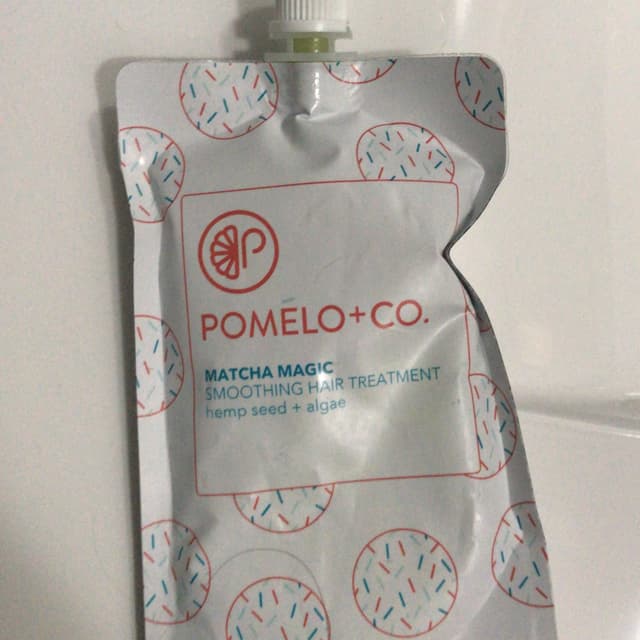 P
POMELO+CO.
MATCHA MAGIC
SMOOTHING HAIR TREATMENT
hemp seed + algae